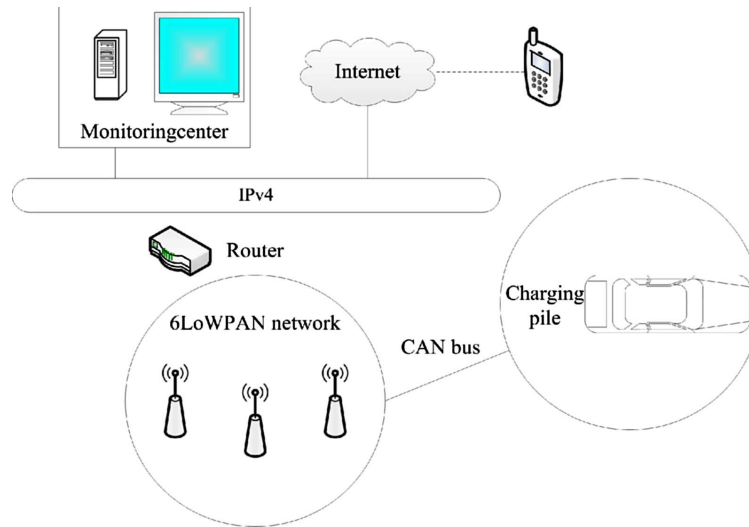 Internet
Monitoringcenter
IPv4
Router
6LoWPAN network
Charging
pile
CAN bus